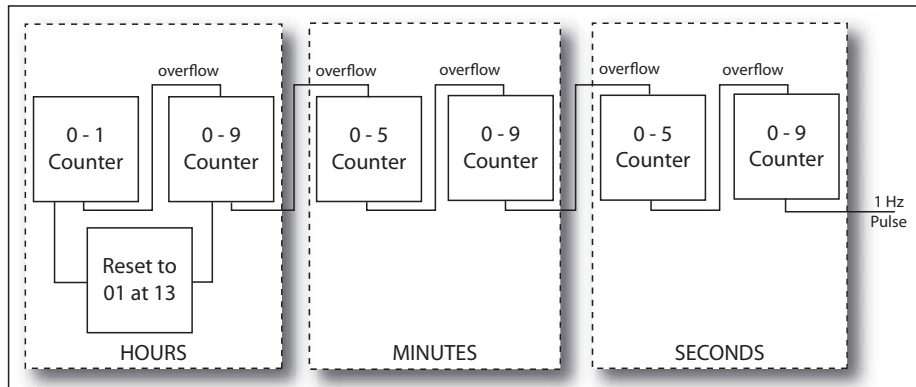 overflow
overflow
overflow
overflow
overflow
0 - 1
Counter
0 - 9
Counter
0 - 5
Counter
0 - 9
Counter
0 - 5
Counter
0 - 9
Counter
1 Hz
Pulse
Reset to
01 at 13
HOURS
MINUTES
SECONDS